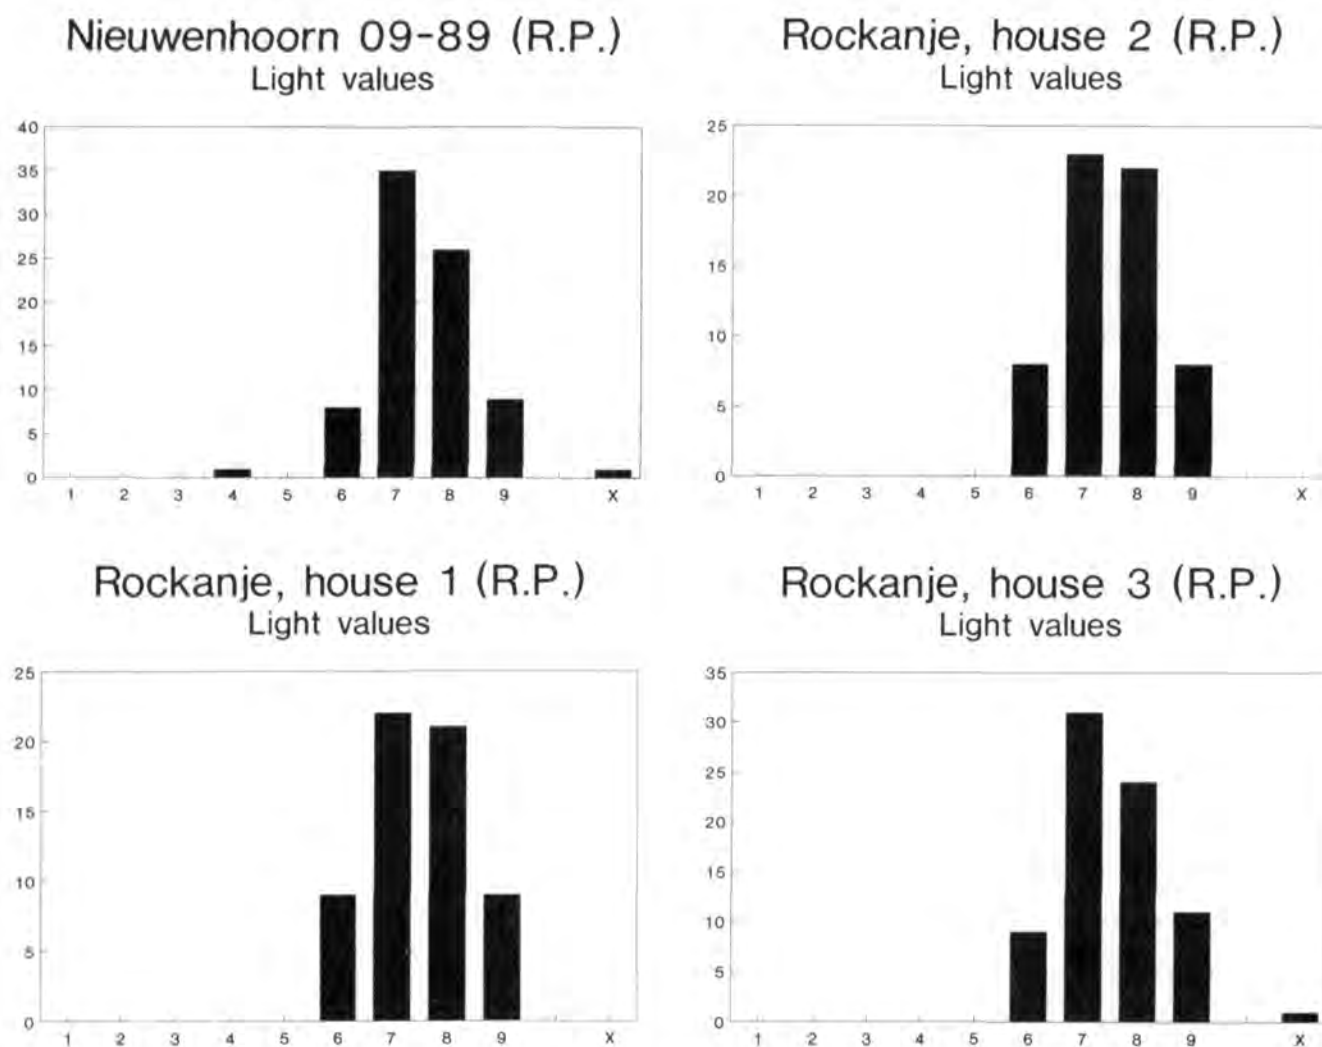 Nieuwenhoorn 09-89 (R.P.)
Light values
40
35
30
25
20
15
10
5
0
1 2 3 4 5 6 7 8 9 X
Rockanje, house 2 (R.P.)
Light values
25
20
15
10
5
0
1 2 3 4 5 6 7 8 9 X
Rockanje, house 1 (R.P.)
Light values
25
20
15
10
5
0
1 2 3 4 5 6 7 8 9 X
Rockanje, house 3 (R.P.)
Light values
35
30
25
20
15
10
5
0
1 2 3 4 5 6 7 8 9 X